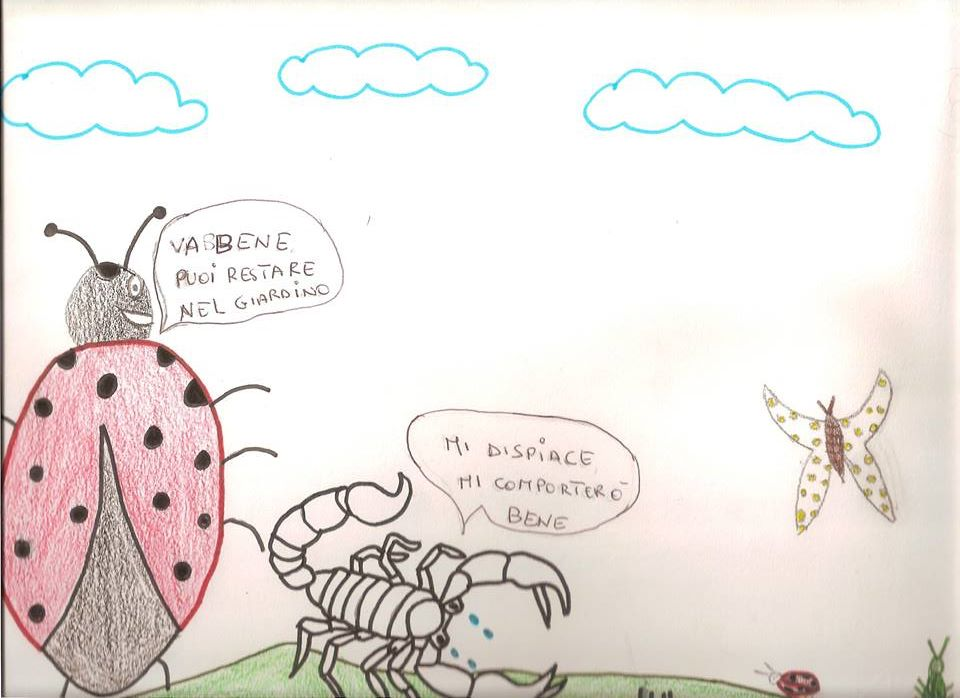 VABBENE
PUOI RESTARE
NEL GIARDINO
MI DISPIACE
MI COMPORTERÒ
BENE